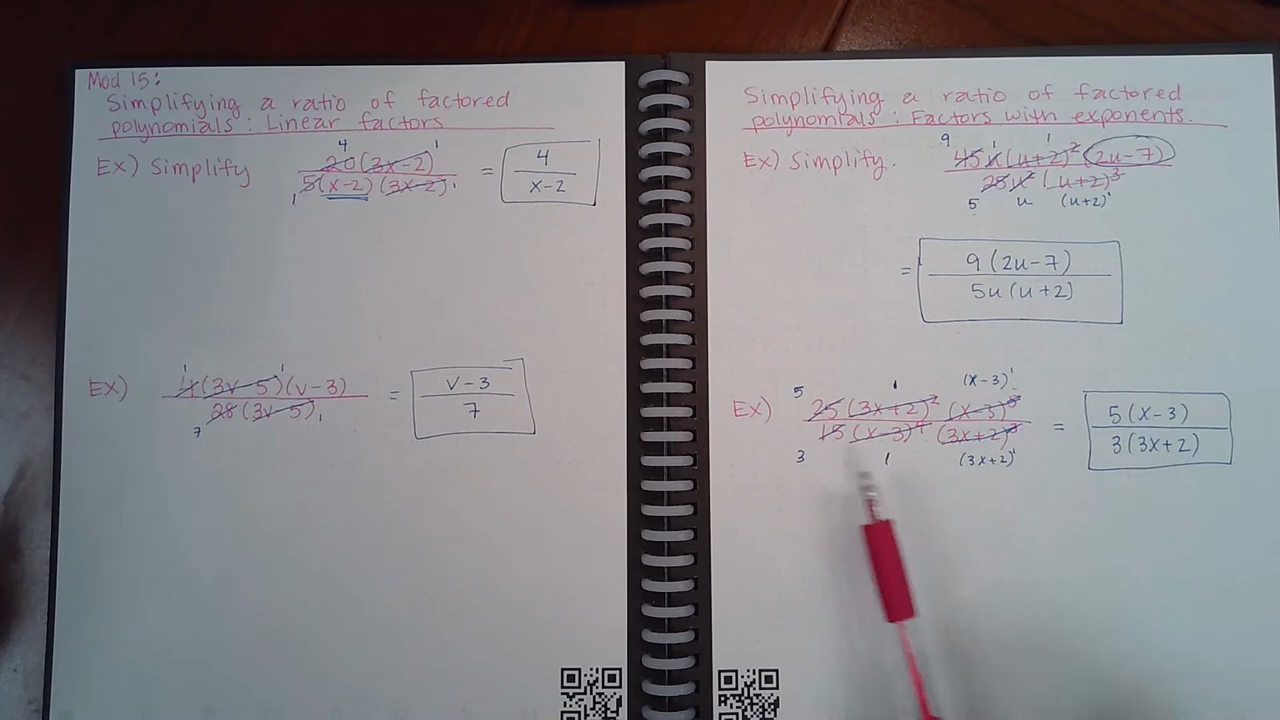 Mod 15:
Simplifying a ratio of factored
polynomials: Linear factors
Ex) Simplify 20(3x-2) / 5(x-2)(3x-2) = 4 / x-2
4 1
1 1
Ex) 4(3v-5)(v-3) / 28(3v-5) = v-3 / 7
1 1
7 1
Simplifying a ratio of factored
polynomials: Factors with exponents.
9 1 1
Ex) Simplify. 45u(u+2)²(2u-7) / 25u²(u+2)³
5 u (u+2)¹
= 9(2u-7) / 5u(u+2)
5 1 (x-3)¹
Ex) 25(3x+2)²(x-3)⁵ / 15(x-3)⁴(3x+2)³ = 5(x-3) / 3(3x+2)
3 1 (3x+2)¹